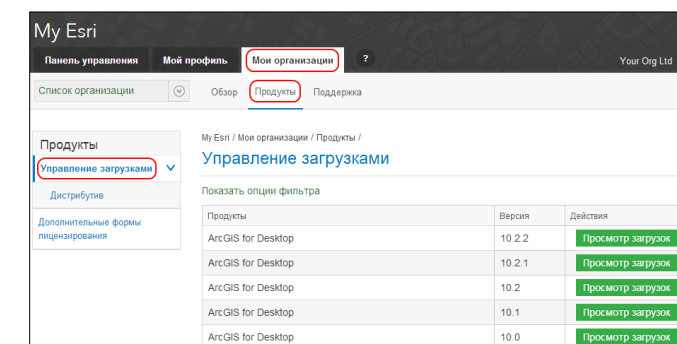 My Esri
Панель управления Мой профиль Мои организации ? Your Org Ltd
Список организации Обзор Продукты Поддержка
My Esri / Мои организации / Продукты /
Продукты
Управление загрузками
Управление загрузками
Дистрибутив
Показать опции фильтра
Дополнительные формы
лицензирования
Продукты Версия Действия
ArcGIS for Desktop 10.2.2 Просмотр загрузок
ArcGIS for Desktop 10.2.1 Просмотр загрузок
ArcGIS for Desktop 10.2 Просмотр загрузок
ArcGIS for Desktop 10.1 Просмотр загрузок
ArcGIS for Desktop 10.0 Просмотр загрузок